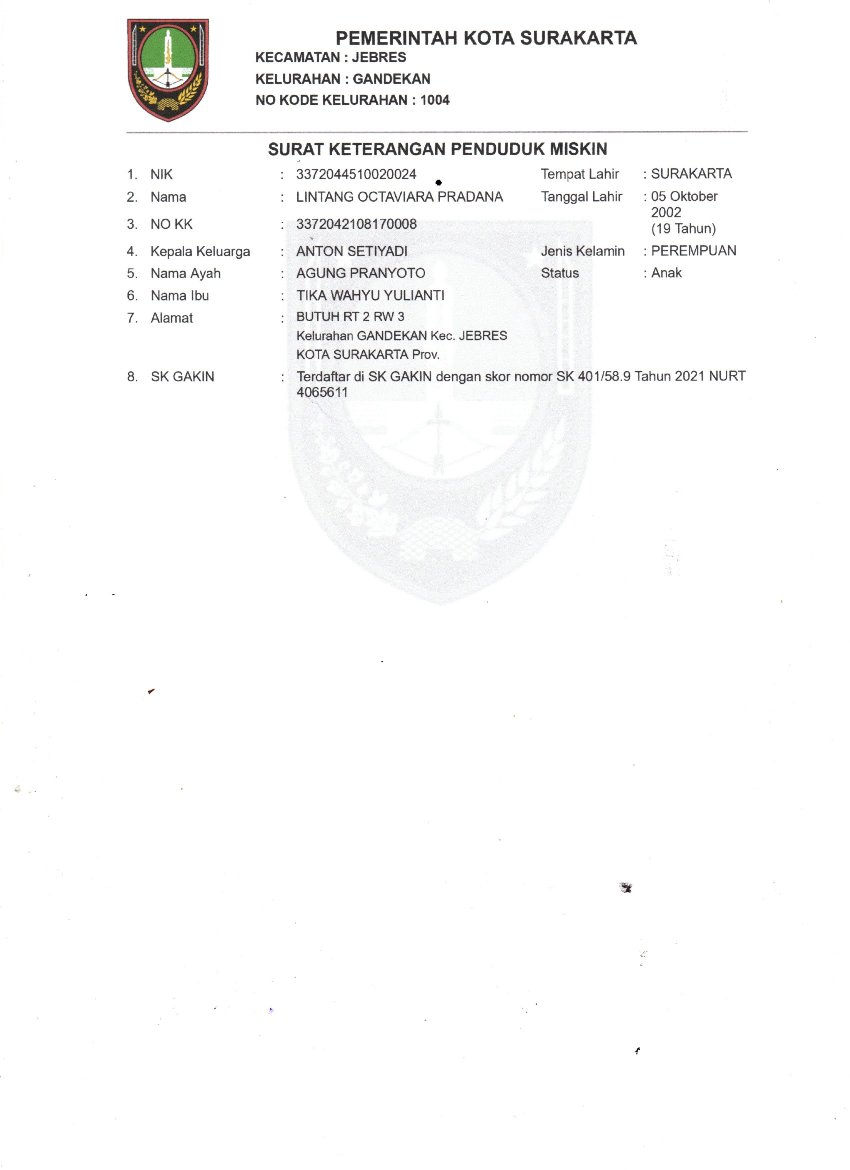 PEMERINTAH KOTA SURAKARTA
KECAMATAN : JEBRES
KELURAHAN : GANDEKAN
NO KODE KELURAHAN : 1004
SURAT KETERANGAN PENDUDUK MISKIN
1. NIK : 3372044510020024 Tempat Lahir : SURAKARTA
2. Nama : LINTANG OCTAVIARA PRADANA Tanggal Lahir : 05 Oktober
2002
3. NO KK : 3372042108170008 (19 Tahun)
4. Kepala Keluarga : ANTON SETIYADI Jenis Kelamin : PEREMPUAN
5. Nama Ayah : AGUNG PRANYOTO Status : Anak
6. Nama Ibu : TIKA WAHYU YULIANTI
7. Alamat : BUTUH RT 2 RW 3
Kelurahan GANDEKAN Kec. JEBRES
KOTA SURAKARTA Prov.
8. SK GAKIN : Terdaftar di SK GAKIN dengan skor nomor SK 401/58.9 Tahun 2021 NURT
4065611